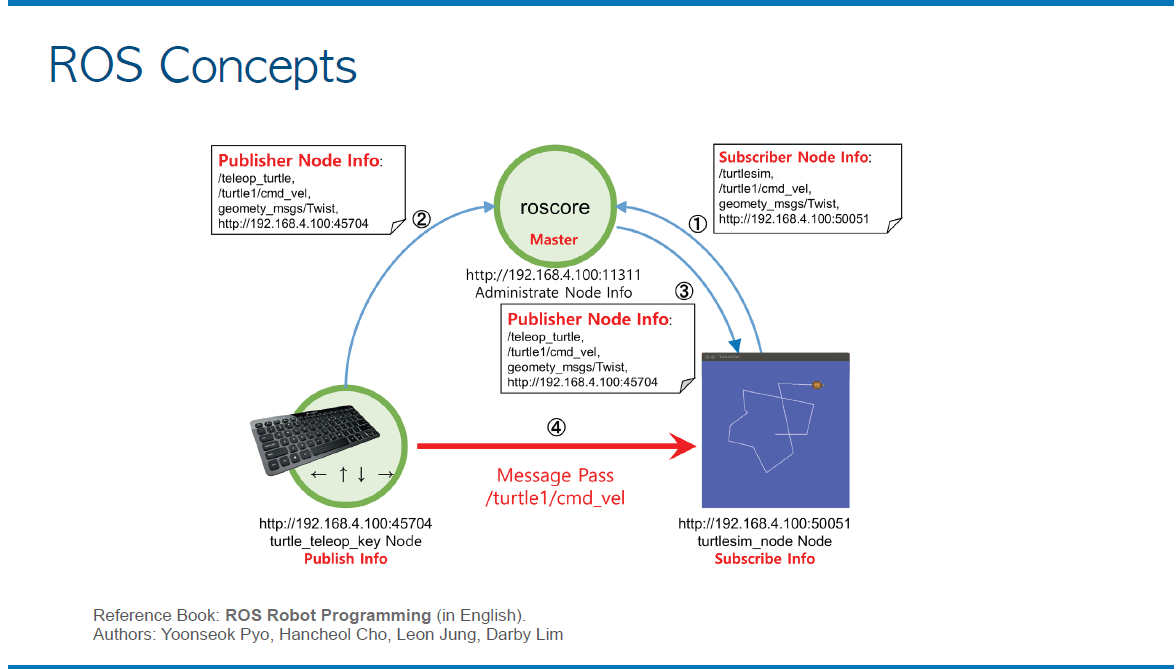 ROS Concepts
Publisher Node Info:
/teleop_turtle,
/turtle1/cmd_vel,
geomety_msgs/Twist,
http://192.168.4.100:45704
②
roscore
Master
http://192.168.4.100:11311
Administrate Node Info
Subscriber Node Info:
/turtlesim,
/turtle1/cmd_vel,
geomety_msgs/Twist,
http://192.168.4.100:50051
①
③
Publisher Node Info:
/teleop_turtle,
/turtle1/cmd_vel,
geomety_msgs/Twist,
http://192.168.4.100:45704
← ↑ ↓ →
④
Message Pass
/turtle1/cmd_vel
http://192.168.4.100:45704
turtle_teleop_key Node
Publish Info
http://192.168.4.100:50051
turtlesim_node Node
Subscribe Info
Reference Book: ROS Robot Programming (in English).
Authors: Yoonseok Pyo, Hancheol Cho, Leon Jung, Darby Lim